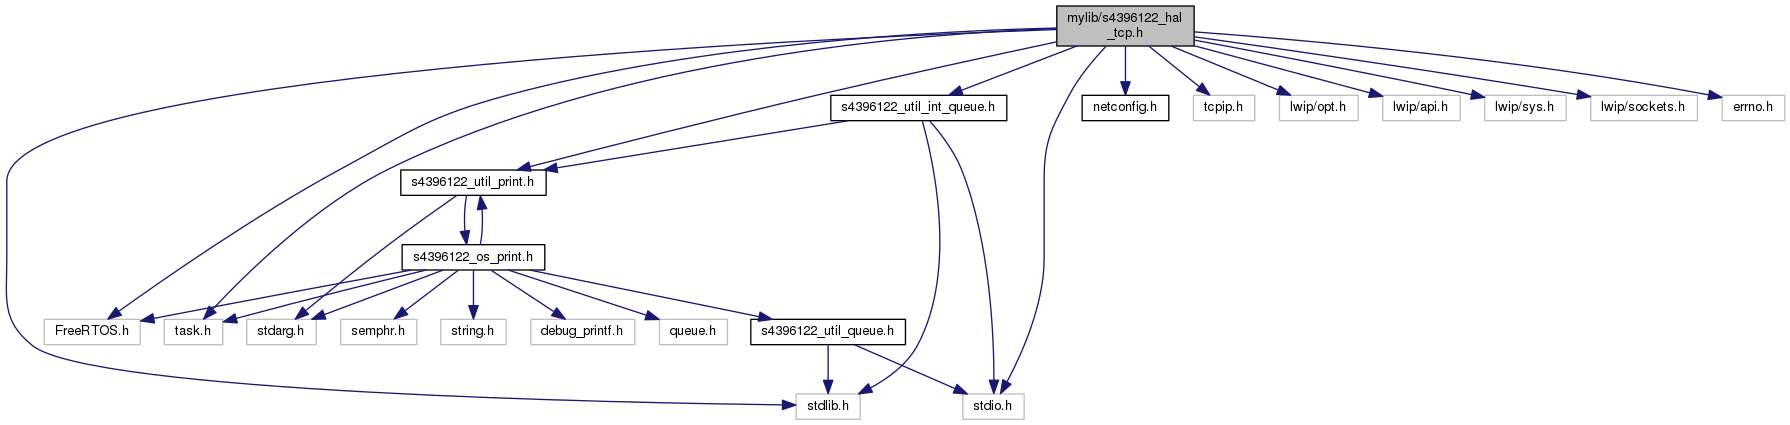 mylib/s4396122_hal
_tcp.h
s4396122_util_int_queue.h
netconfig.h
tcpip.h
lwip/opt.h
lwip/api.h
lwip/sys.h
lwip/sockets.h
errno.h
s4396122_util_print.h
s4396122_os_print.h
FreeRTOS.h
task.h
stdarg.h
semphr.h
string.h
debug_printf.h
queue.h
s4396122_util_queue.h
stdlib.h
stdio.h